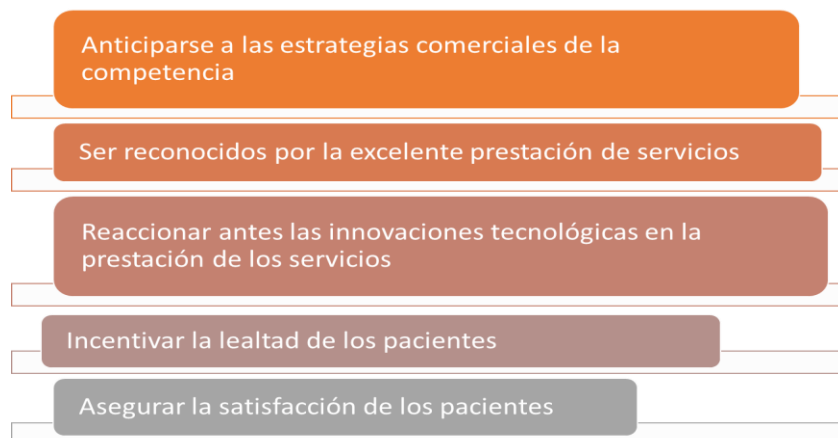 Anticiparse a las estrategias comerciales de la
competencia
Ser reconocidos por la excelente prestación de servicios
Reaccionar antes las innovaciones tecnológicas en la
prestación de los servicios
Incentivar la lealtad de los pacientes
Asegurar la satisfacción de los pacientes